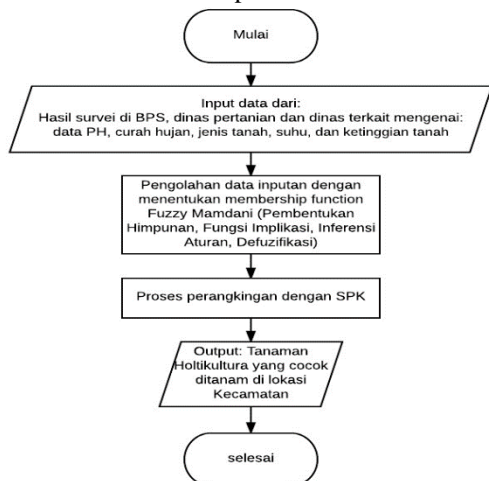 Mulai
Input data dari:
Hasil survei di BPS, dinas pertanian dan dinas terkait mengenai:
data PH, curah hujan, jenis tanah, suhu, dan ketinggian tanah
Pengolahan data inputan dengan
menentukan membership function
Fuzzy Mamdani (Pembentukan
Himpunan, Fungsi Implikasi, Inferensi
Aturan, Defuzifikasi)
Proses perangkingan dengan SPK
Output: Tanaman
Holtikultura yang cocok
ditanam di lokasi
Kecamatan
selesai